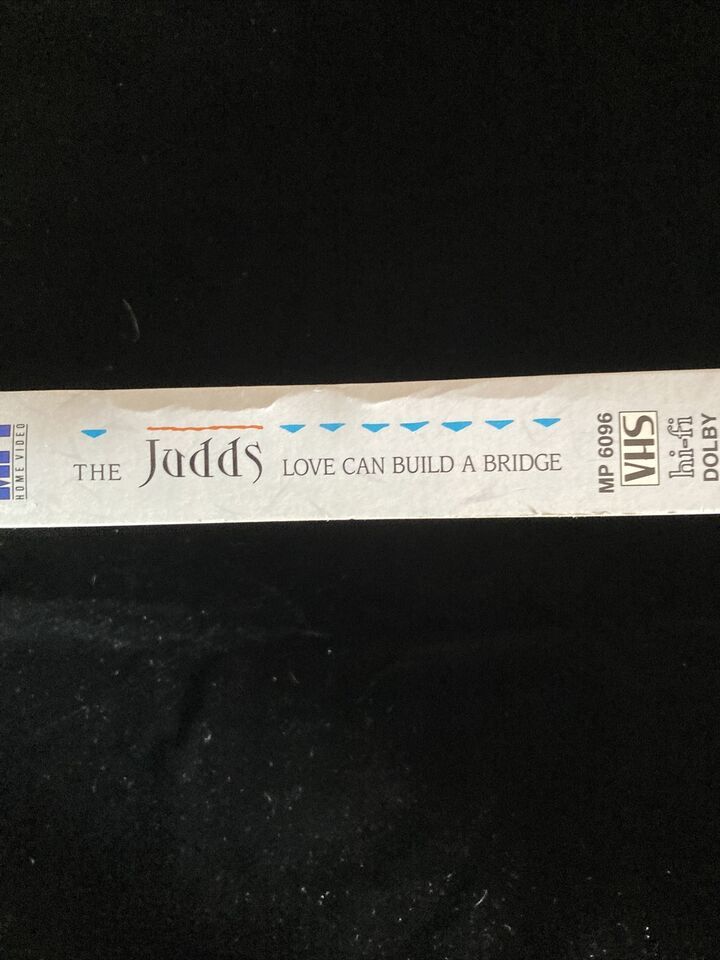 HOME VIDEO
THE Judds LOVE CAN BUILD A BRIDGE
MP 6096
VHS
hi-fi
DOLBY